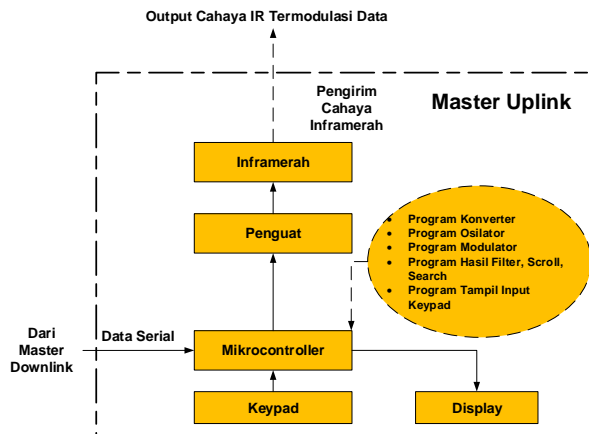 Output Cahaya IR Termodulasi Data
Pengirim
Cahaya
Inframerah
Master Uplink
Inframerah
Penguat
• Program Konverter
• Program Osilator
• Program Modulator
• Program Hasil Filter, Scroll,
Search
• Program Tampil Input
Keypad
Dari
Master
Downlink
Data Serial
Mikrocontroller
Keypad
Display